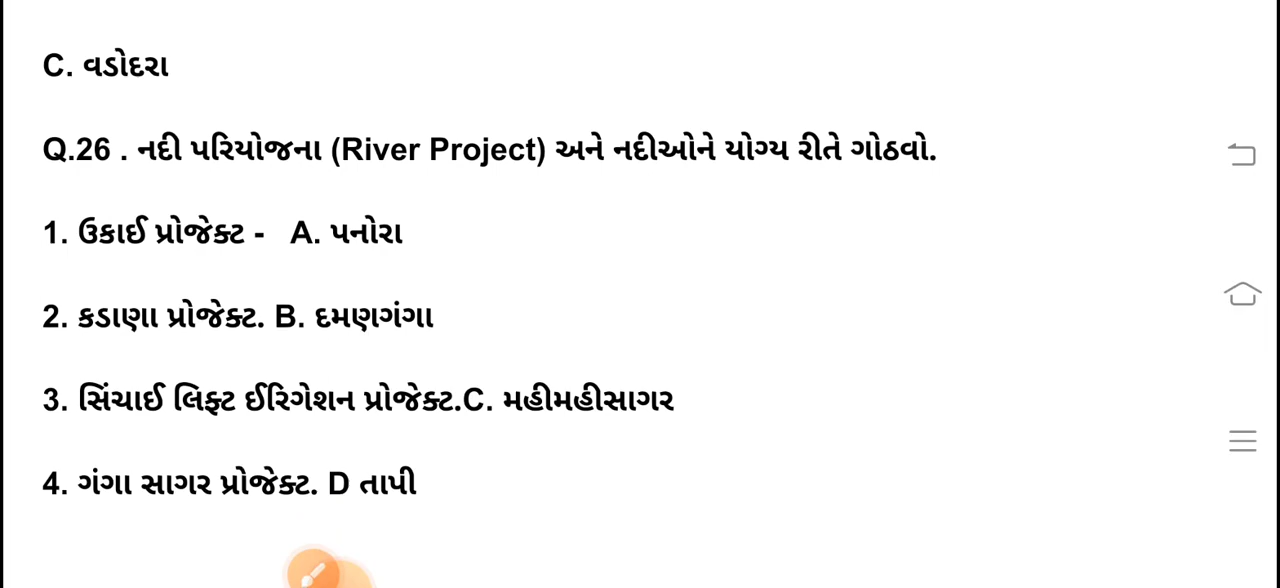 C. વડોદરા
Q.26 . નદી પરિયોજના (River Project) અને નદીઓને યોગ્ય રીતે ગોઠવો.
1. ઉકાઈ પ્રોજેક્ટ - A. પનોરા
2. કડાણા પ્રોજેક્ટ. B. દમણગંગા
3. સિંચાઈ લિફ્ટ ઈરિગેશન પ્રોજેક્ટ.C. મહીમહીસાગર
4. ગંગા સાગર પ્રોજેક્ટ. D તાપી